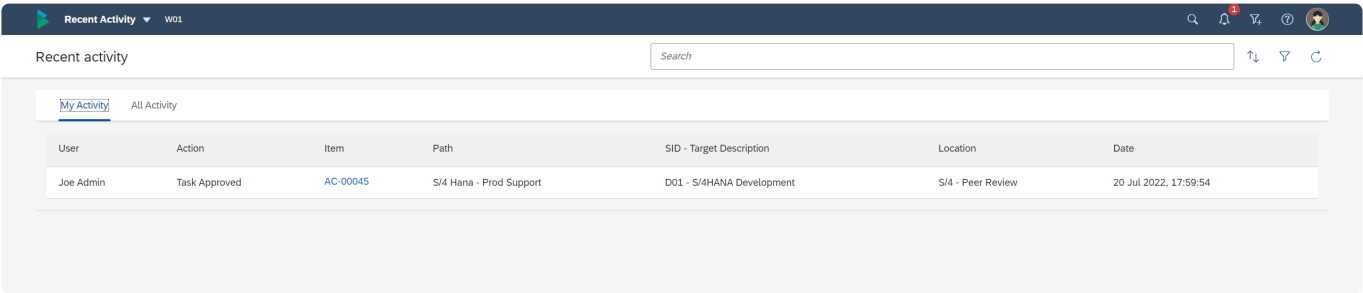 Recent Activity W01 1
Recent activity Search
My Activity All Activity
User Action Item Path SID - Target Description Location Date
Joe Admin Task Approved AC-00045 S/4 Hana - Prod Support D01 - S/4HANA Development S/4 - Peer Review 20 Jul 2022, 17:59:54